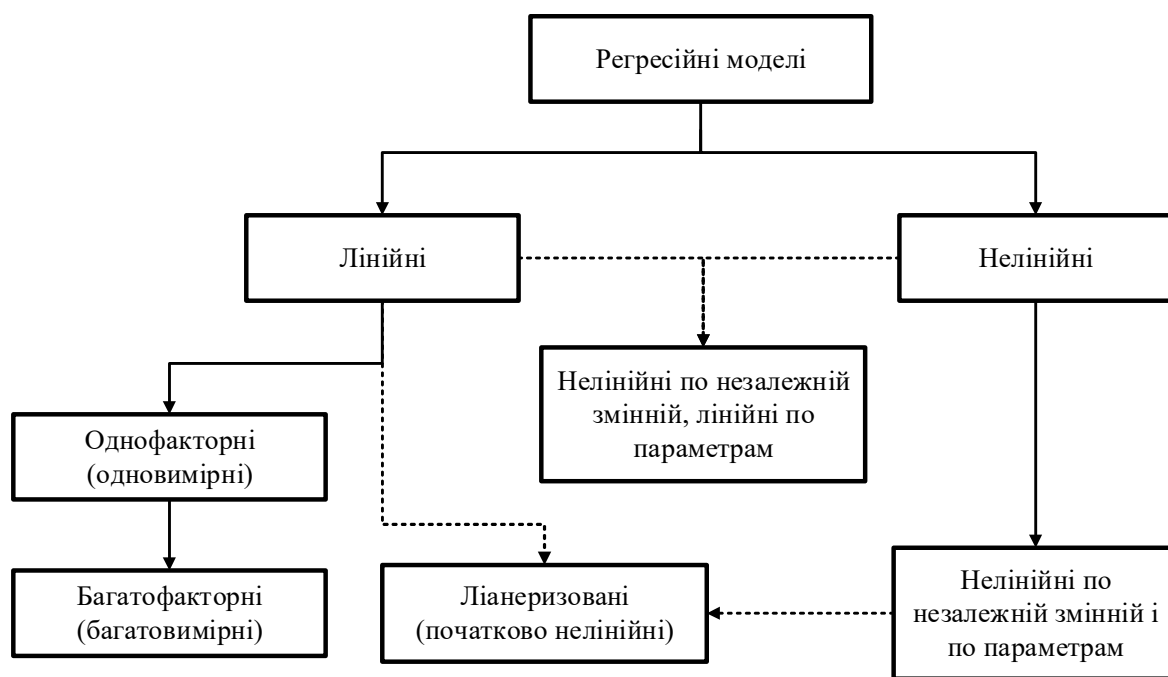 Регресійні моделі
Лінійні
Нелінійні
Нелінійні по незалежній
змінній, лінійні по
параметрам
Однофакторні
(одновимірні)
Багатофакторні
(багатовимірні)
Ліанеризовані
(початково нелінійні)
Нелінійні по
незалежній змінній і
по параметрам